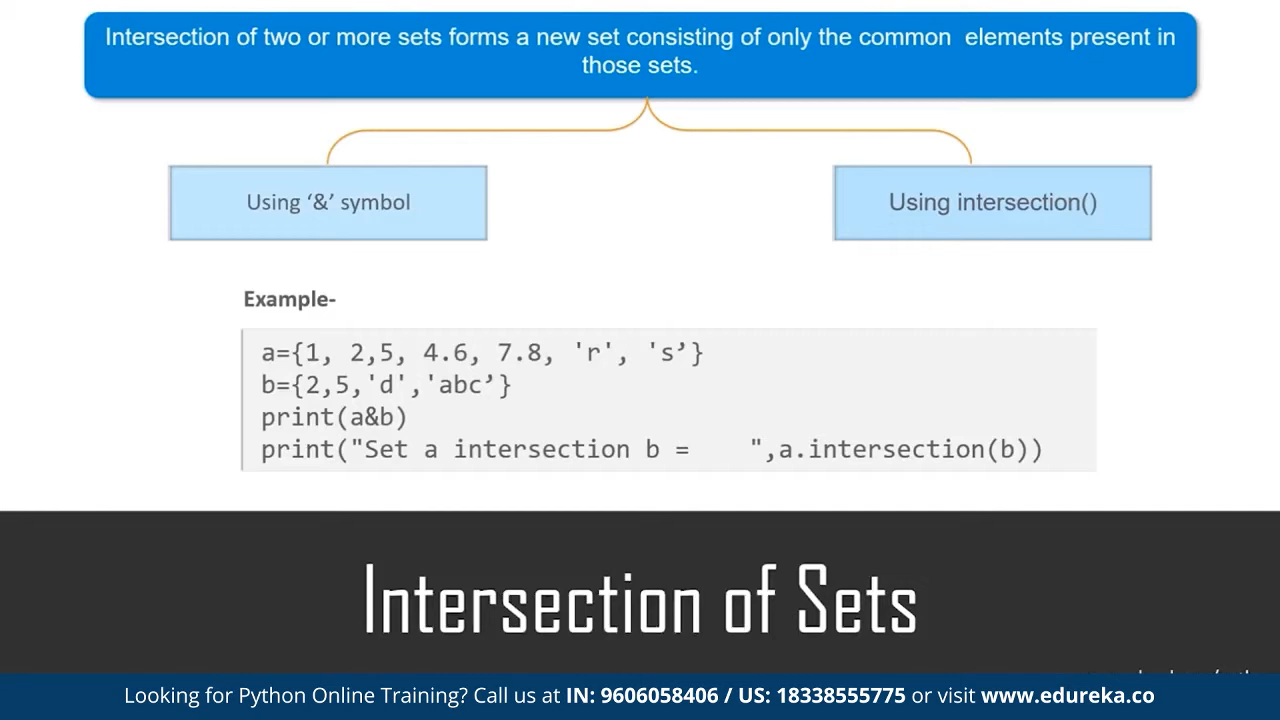 Intersection of two or more sets forms a new set consisting of only the common elements present in
those sets.
Using ‘&’ symbol
Using intersection()
Example-
a={1, 2,5, 4.6, 7.8, 'r', 's’}
b={2,5,'d','abc’}
print(a&b)
print("Set a intersection b =    ",a.intersection(b))
Intersection of Sets
Looking for Python Online Training? Call us at IN: 9606058406 / US: 18338555775 or visit www.edureka.co